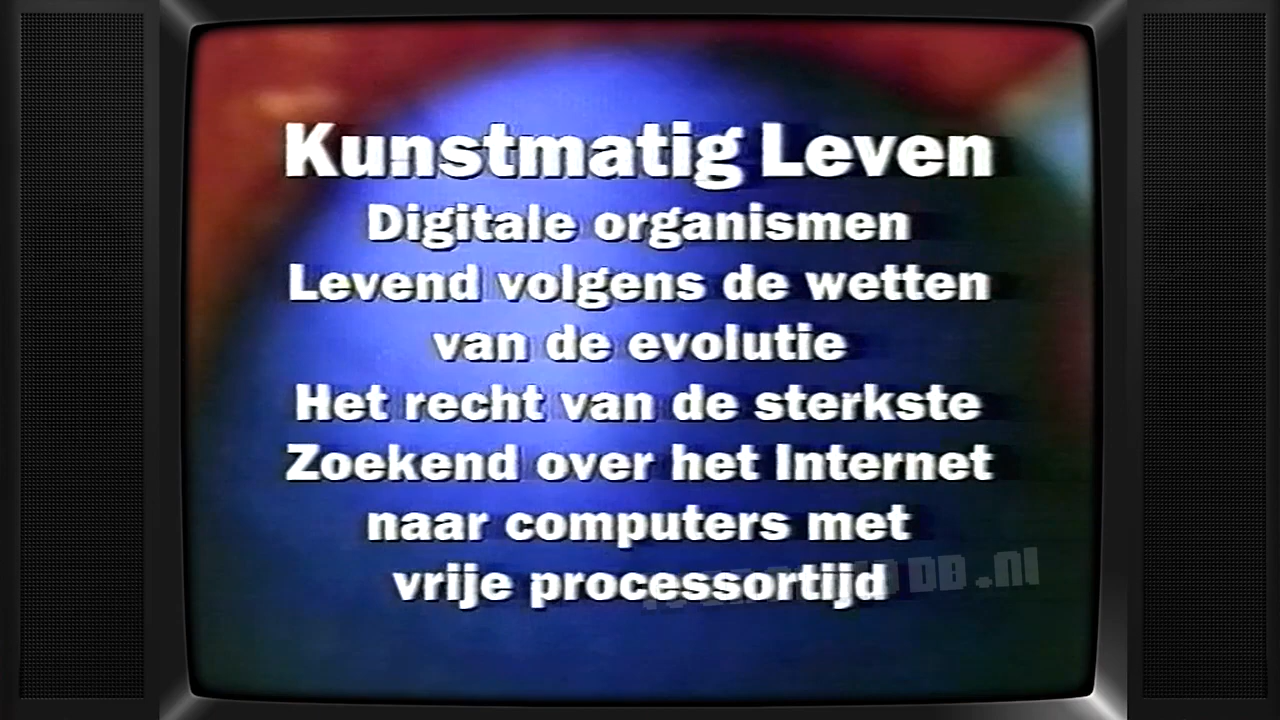 Kunstmatig Leven
Digitale organismen
Levend volgens de wetten
van de evolutie
Het recht van de sterkste
Zoekend over het Internet
naar computers met
vrije processortijd